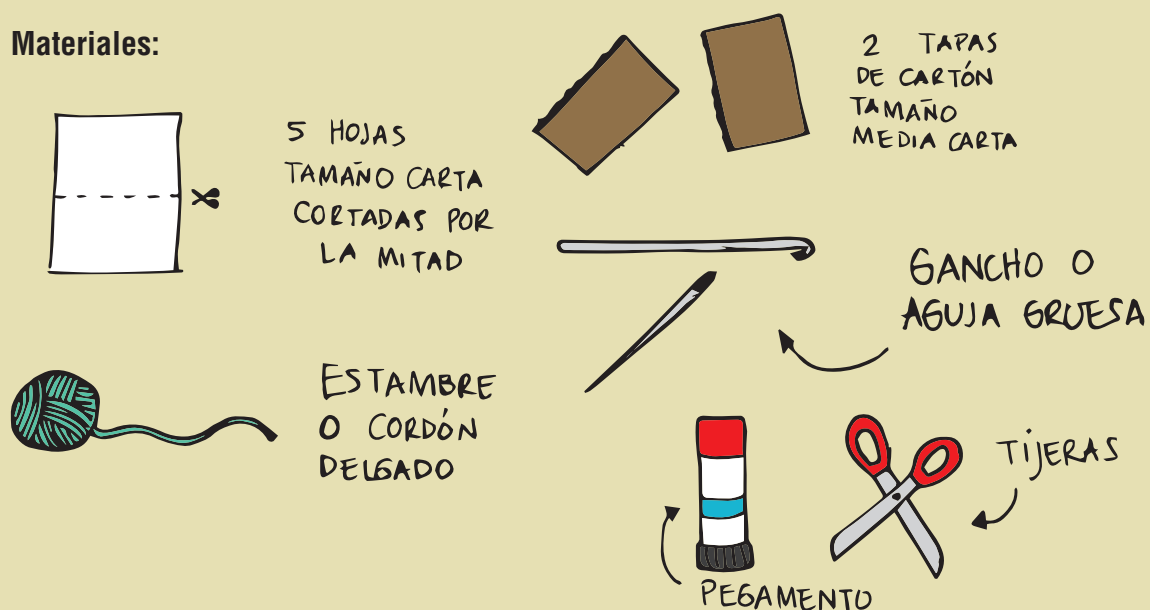 Materiales:
5 HOJAS
TAMAÑO CARTA
CORTADAS POR
LA MITAD
2 TAPAS
DE CARTÓN
TAMAÑO
MEDIA CARTA
GANCHO O
AGUJA GRUESA
ESTAMBRE
O CORDÓN
DELGADO
TIJERAS
PEGAMENTO